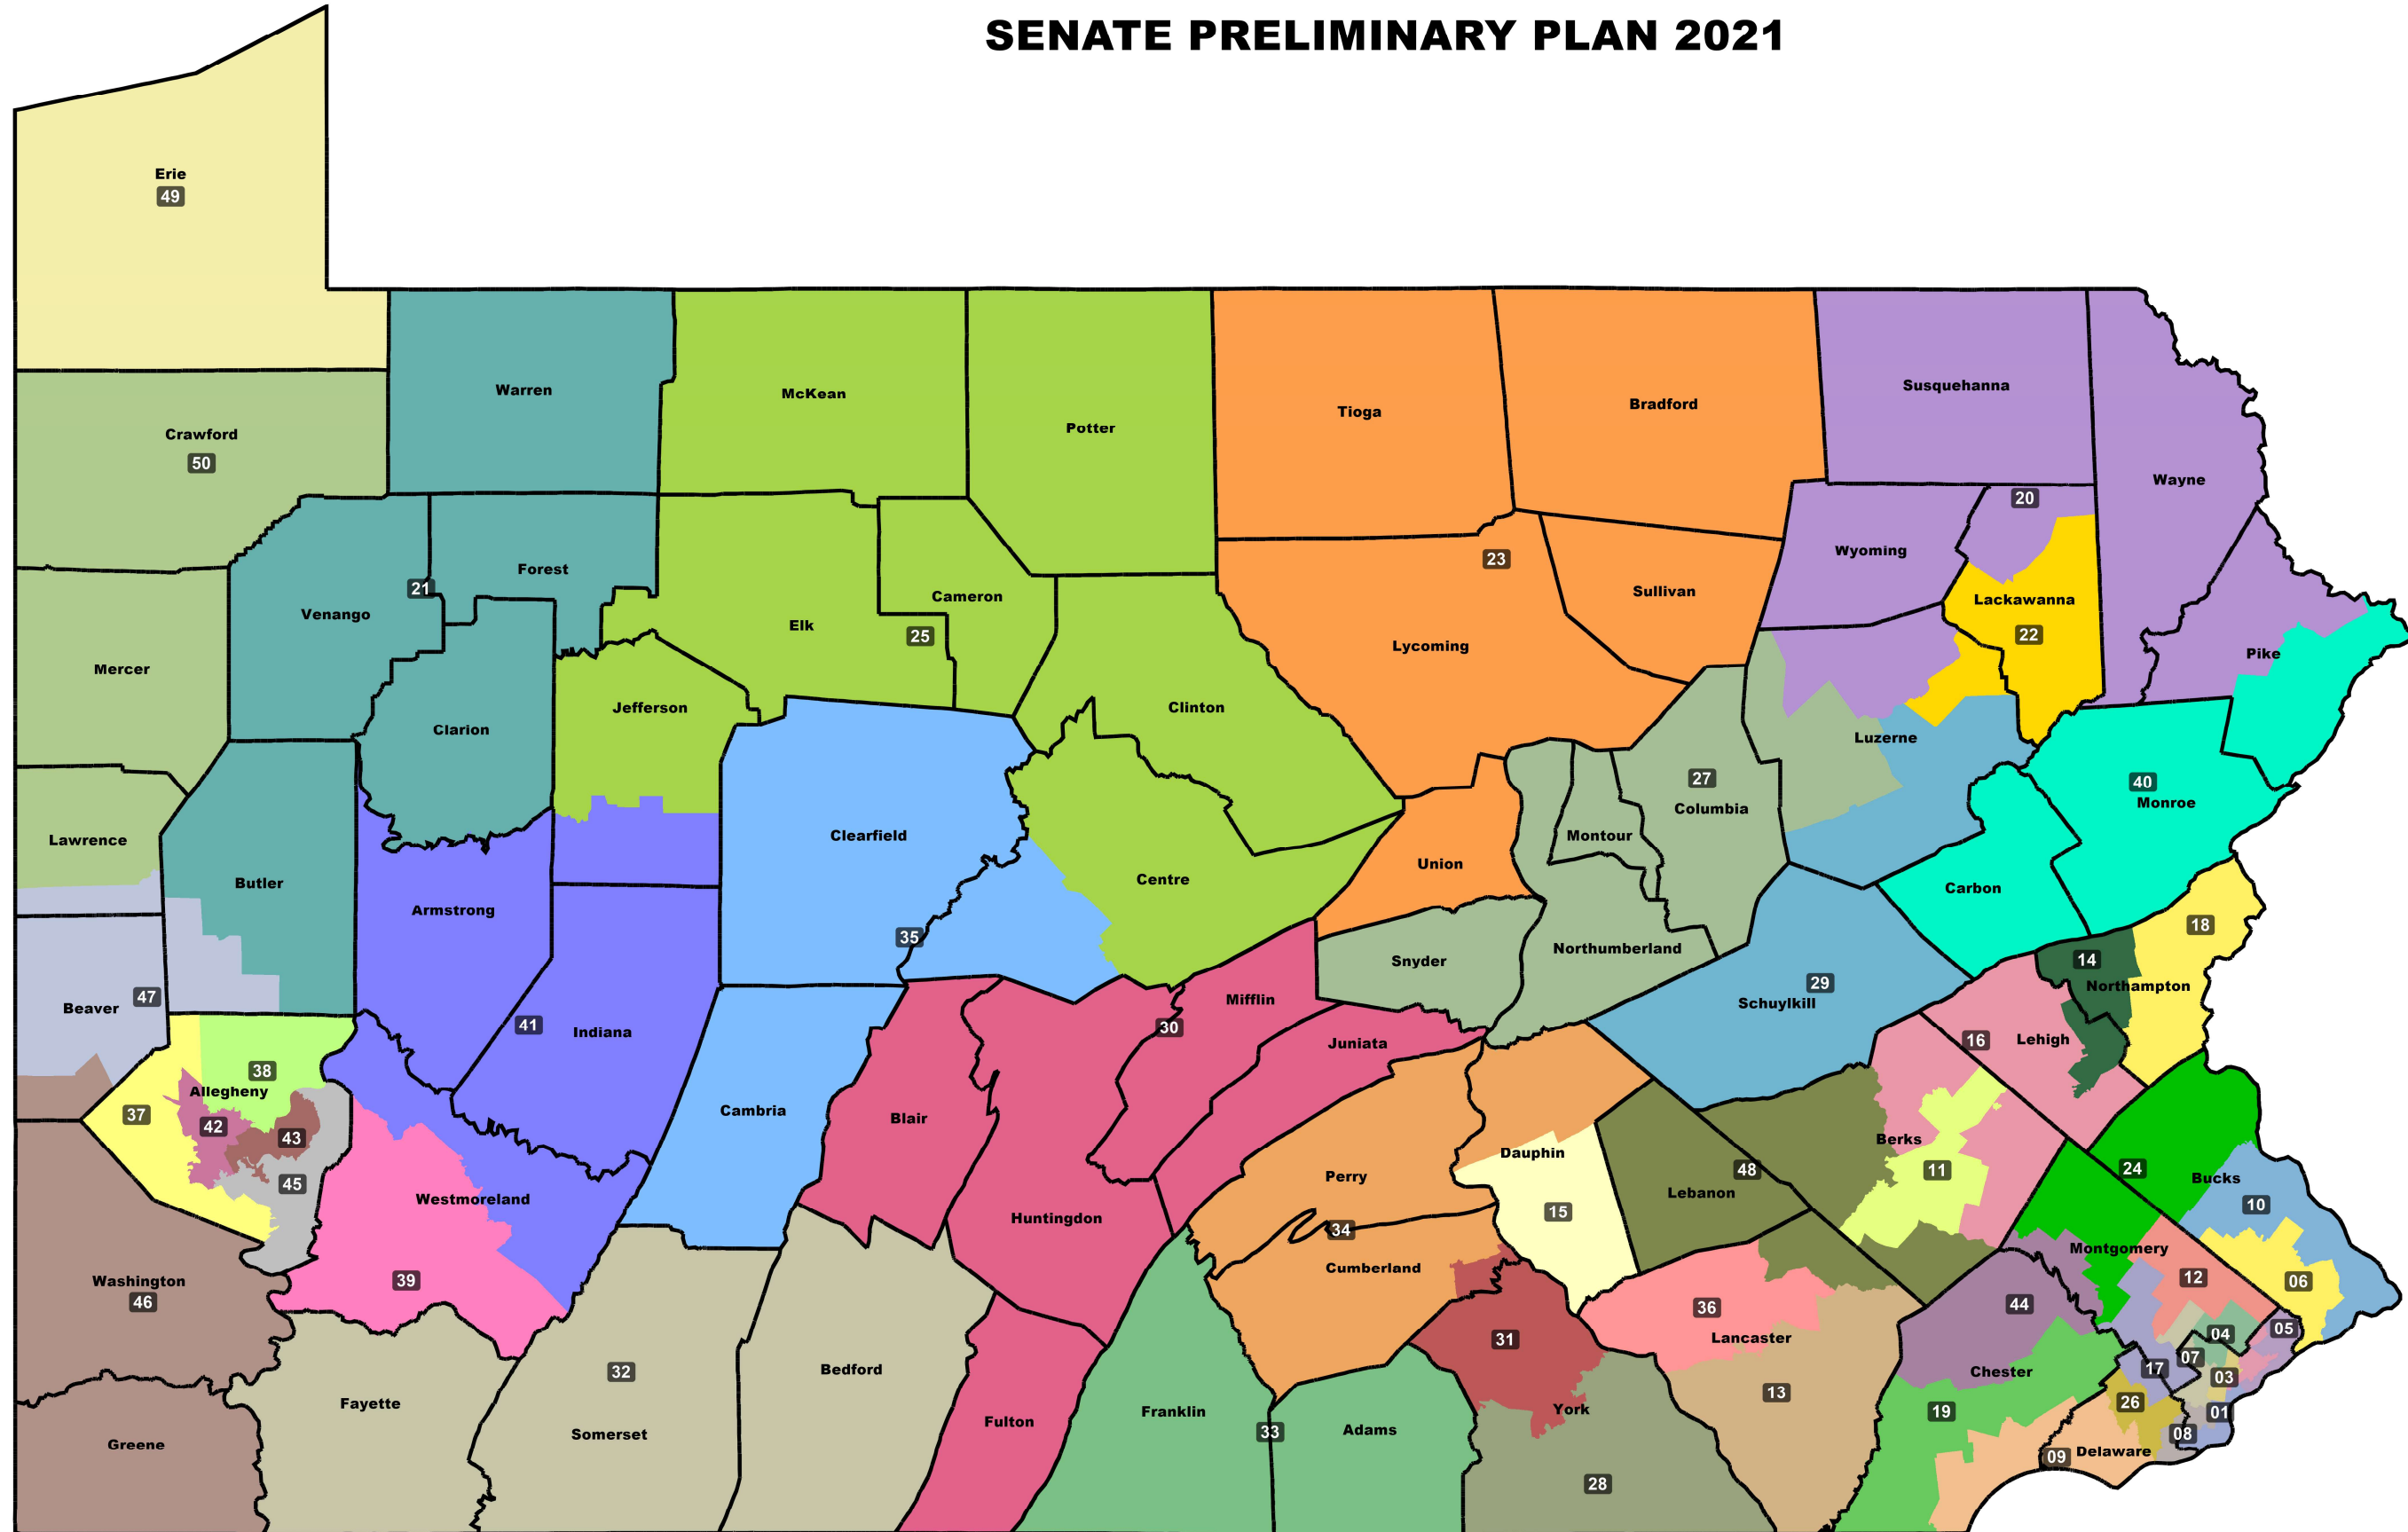 SENATE PRELIMINARY PLAN 2021
Erie
49
Warren
McKean
Potter
Tioga
Bradford
Susquehanna
Crawford
50
Wayne
20
Wyoming
23
Forest
21
Venango
Cameron
Elk
25
Sullivan
Lackawanna
22
Lycoming
Pike
Mercer
Jefferson
Clinton
Clarion
Luzerne
27
Columbia
40
Monroe
Lawrence
Clearfield
Montour
Union
Butler
Centre
Carbon
Armstrong
18
35
Northumberland
Snyder
14
Northampton
29
Schuylkill
Beaver
47
Mifflin
41
Indiana
30
Juniata
16
Lehigh
38
Allegheny
37
42
43
45
Cambria
Blair
Berks
11
Dauphin
48
Lebanon
24
Bucks
10
Perry
Westmoreland
Huntingdon
15
34
Cumberland
Montgomery
12
06
Washington
46
39
44
36
Lancaster
31
04
05
07
17
03
32
Bedford
Chester
13
26
Fayette
Somerset
Fulton
Franklin
33
Adams
York
19
01
08
09
Delaware
Greene
28